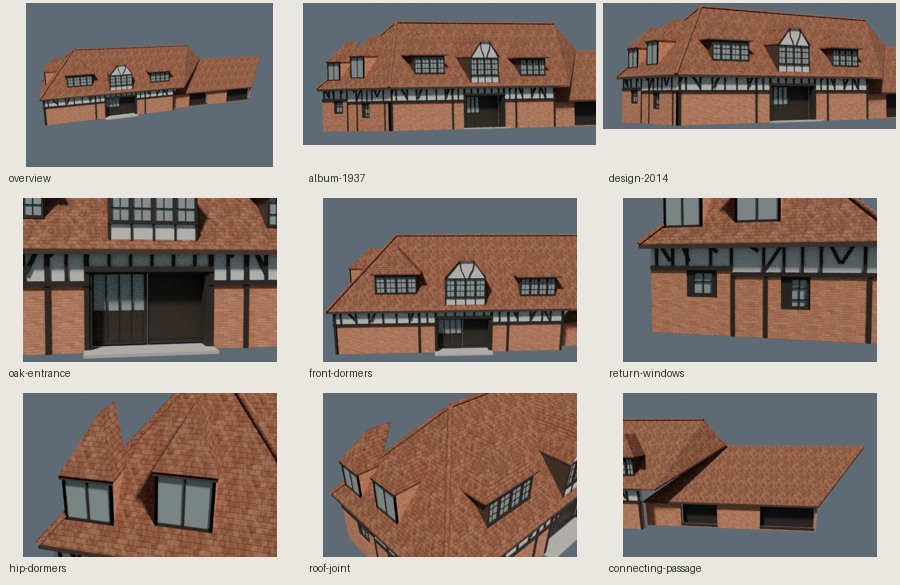 overview
album-1937
design-2014
oak-entrance
front-dormers
return-windows
hip-dormers
roof-joint
connecting-passage